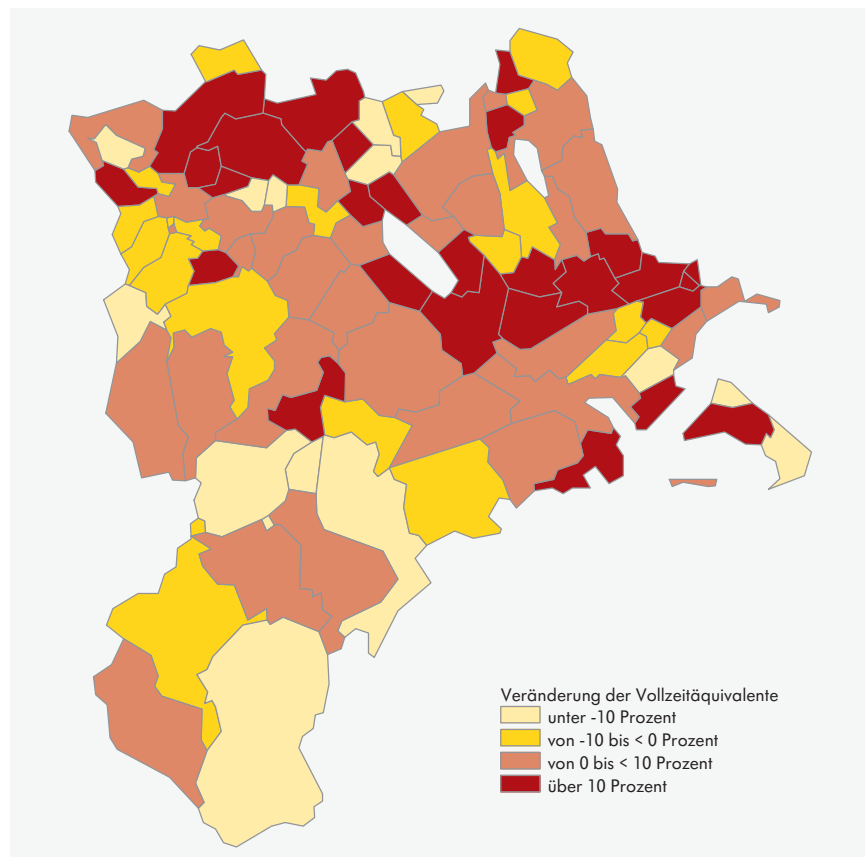 Veränderung der Vollzeitäquivalente
unter -10 Prozent
von -10 bis < 0 Prozent
von 0 bis < 10 Prozent
über 10 Prozent